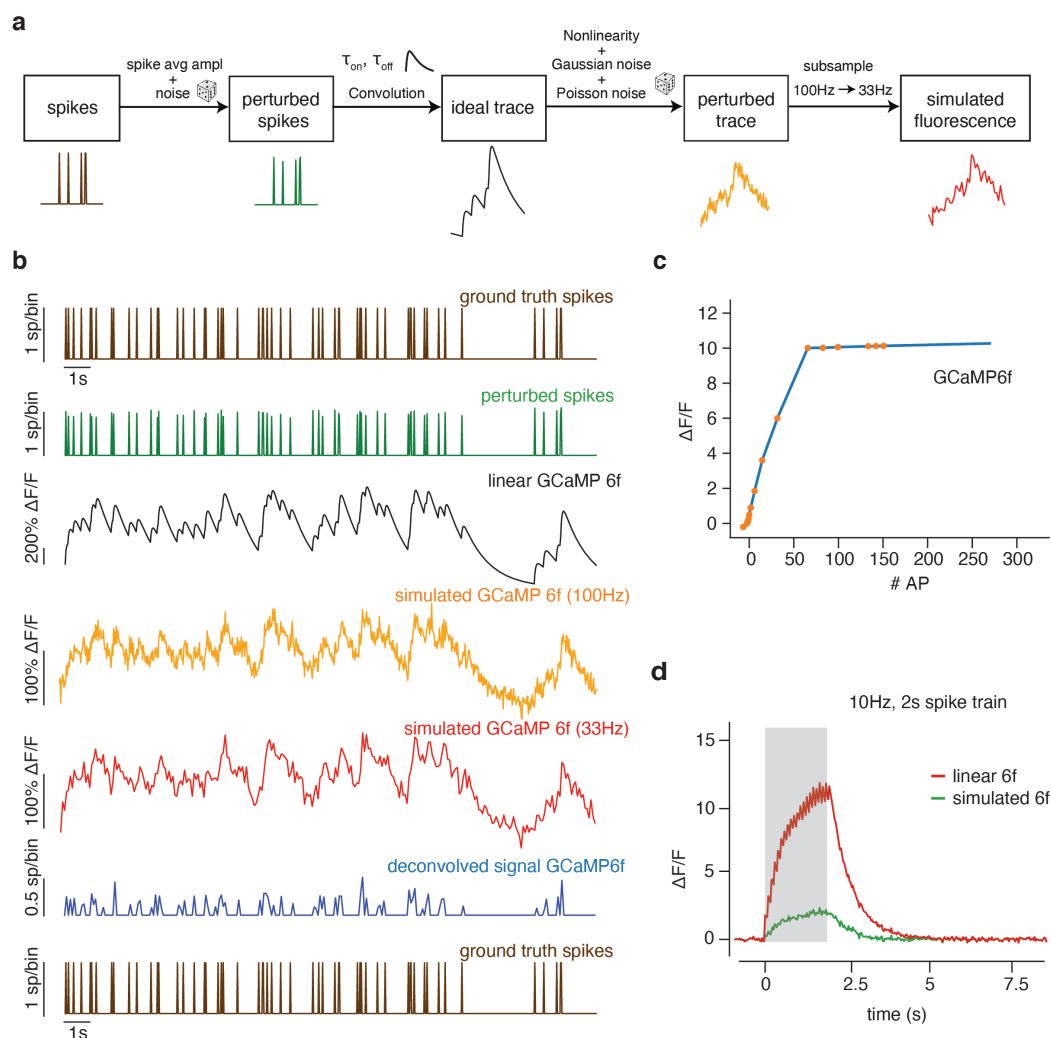 a
spikes
spike avg ampl
+
noise
perturbed
spikes
τon, τoff
Convolution
ideal trace
Nonlinearity
+
Gaussian noise
+
Poisson noise
perturbed
trace
subsample
100Hz → 33Hz
simulated
fluorescence
b
1 sp/bin
ground truth spikes
1s
1 sp/bin
perturbed spikes
200% ΔF/F
linear GCaMP 6f
100% ΔF/F
simulated GCaMP 6f (100Hz)
100% ΔF/F
simulated GCaMP 6f (33Hz)
0.5 sp/bin
deconvolved signal GCaMP6f
1 sp/bin
ground truth spikes
1s
c
ΔF/F
12
10
8
6
4
2
0
GCaMP6f
0 50 100 150 200 250 300
# AP
d
10Hz, 2s spike train
ΔF/F
15
10
5
0
linear 6f
simulated 6f
0 2.5 5 7.5
time (s)